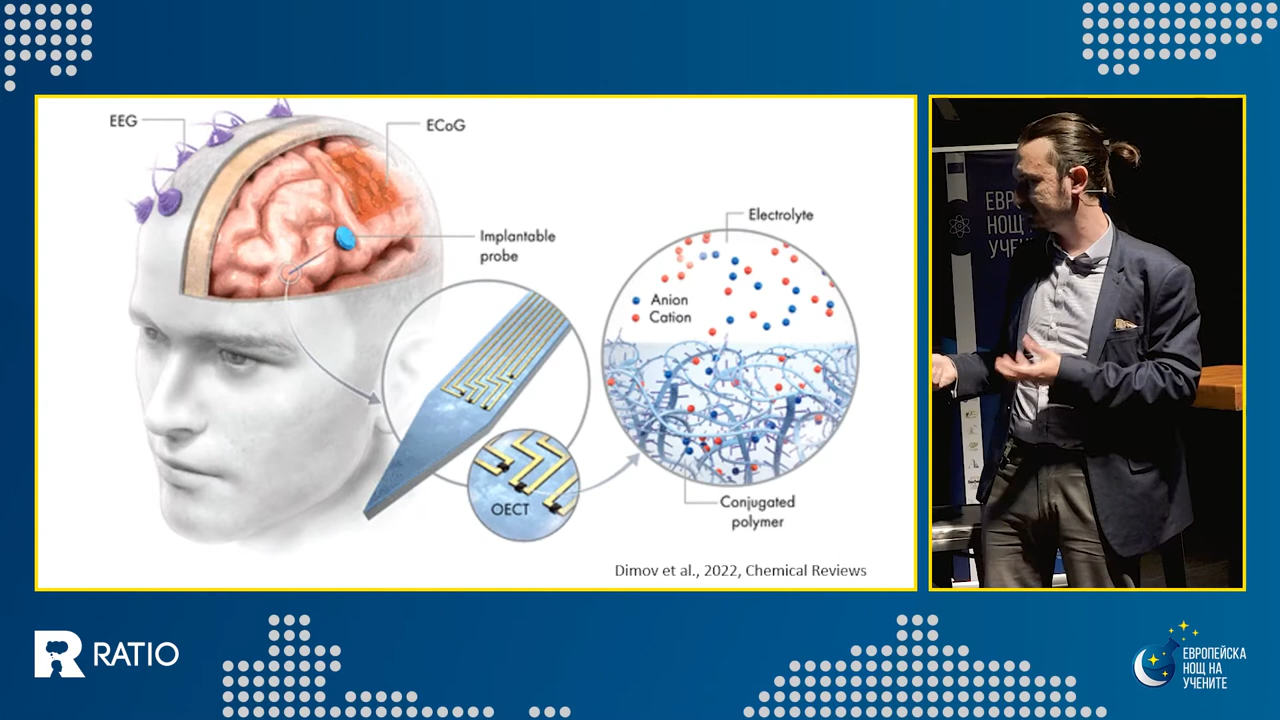 EEG
ECoG
Implantable
probe
Electrolyte
Anion
Cation
OECT
Conjugated
polymer
Dimov et al., 2022, Chemical Reviews
НОЩ
RATIO
ЕВРОПЕЙСКА
НОЩ НА
УЧЕНИТЕ